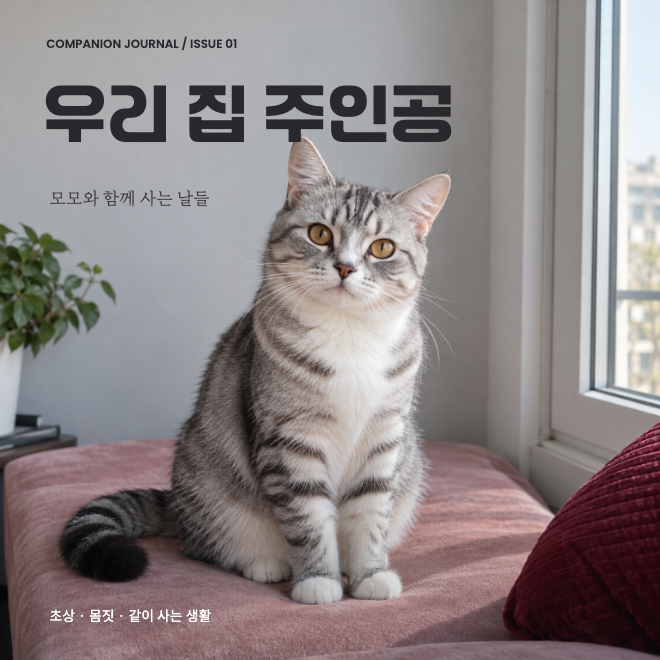 COMPANION JOURNAL / ISSUE 01
우리 집 주인공
모모와 함께 사는 날들
초상 · 몸짓 · 같이 사는 생활